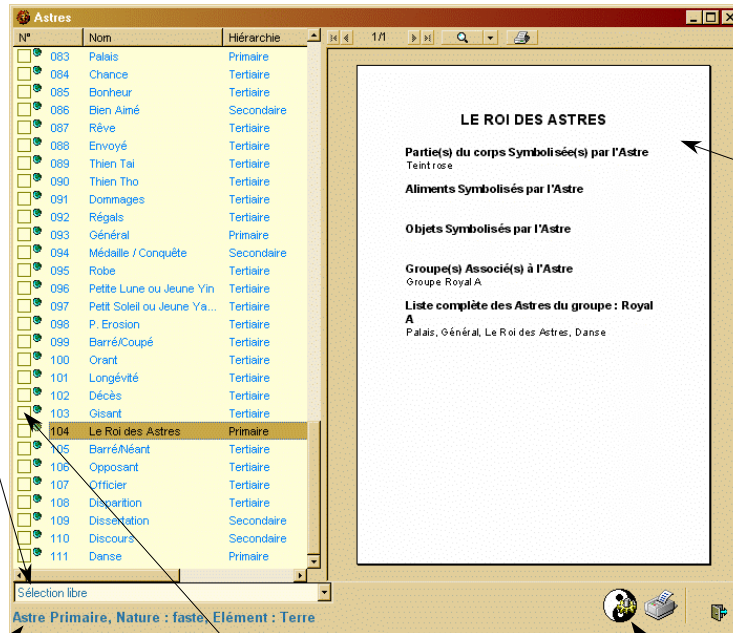 Astres
N° Nom Hiérarchie
083 Palais Primaire
084 Chance Tertiaire
085 Bonheur Tertiaire
086 Bien Aimé Secondaire
087 Rêve Tertiaire
088 Envoyé Tertiaire
089 Thien Tai Tertiaire
090 Thien Tho Tertiaire
091 Dommages Tertiaire
092 Régals Tertiaire
093 Général Primaire
094 Médaille / Conquête Secondaire
095 Robe Tertiaire
096 Petite Lune ou Jeune Yin Tertiaire
097 Petit Soleil ou Jeune Ya... Tertiaire
098 P. Erosion Tertiaire
099 Barré/Coupé Tertiaire
100 Orant Tertiaire
101 Longévité Tertiaire
102 Décès Tertiaire
103 Gisant Tertiaire
104 Le Roi des Astres Primaire
105 Barré/Néant Tertiaire
106 Opposant Tertiaire
107 Officier Tertiaire
108 Disparition Tertiaire
109 Dissertation Secondaire
110 Discours Secondaire
111 Danse Primaire
Sélection libre
Astre Primaire, Nature : faste, Elément : Terre
1/1
LE ROI DES ASTRES
Partie(s) du corps Symbolisée(s) par l'Astre
Teint rose
Aliments Symbolisés par l'Astre
Objets Symbolisés par l'Astre
Groupe(s) Associé(s) à l'Astre
Groupe Royal A
Liste complète des Astres du groupe : Royal
A
Palais, Général, Le Roi des Astres, Danse